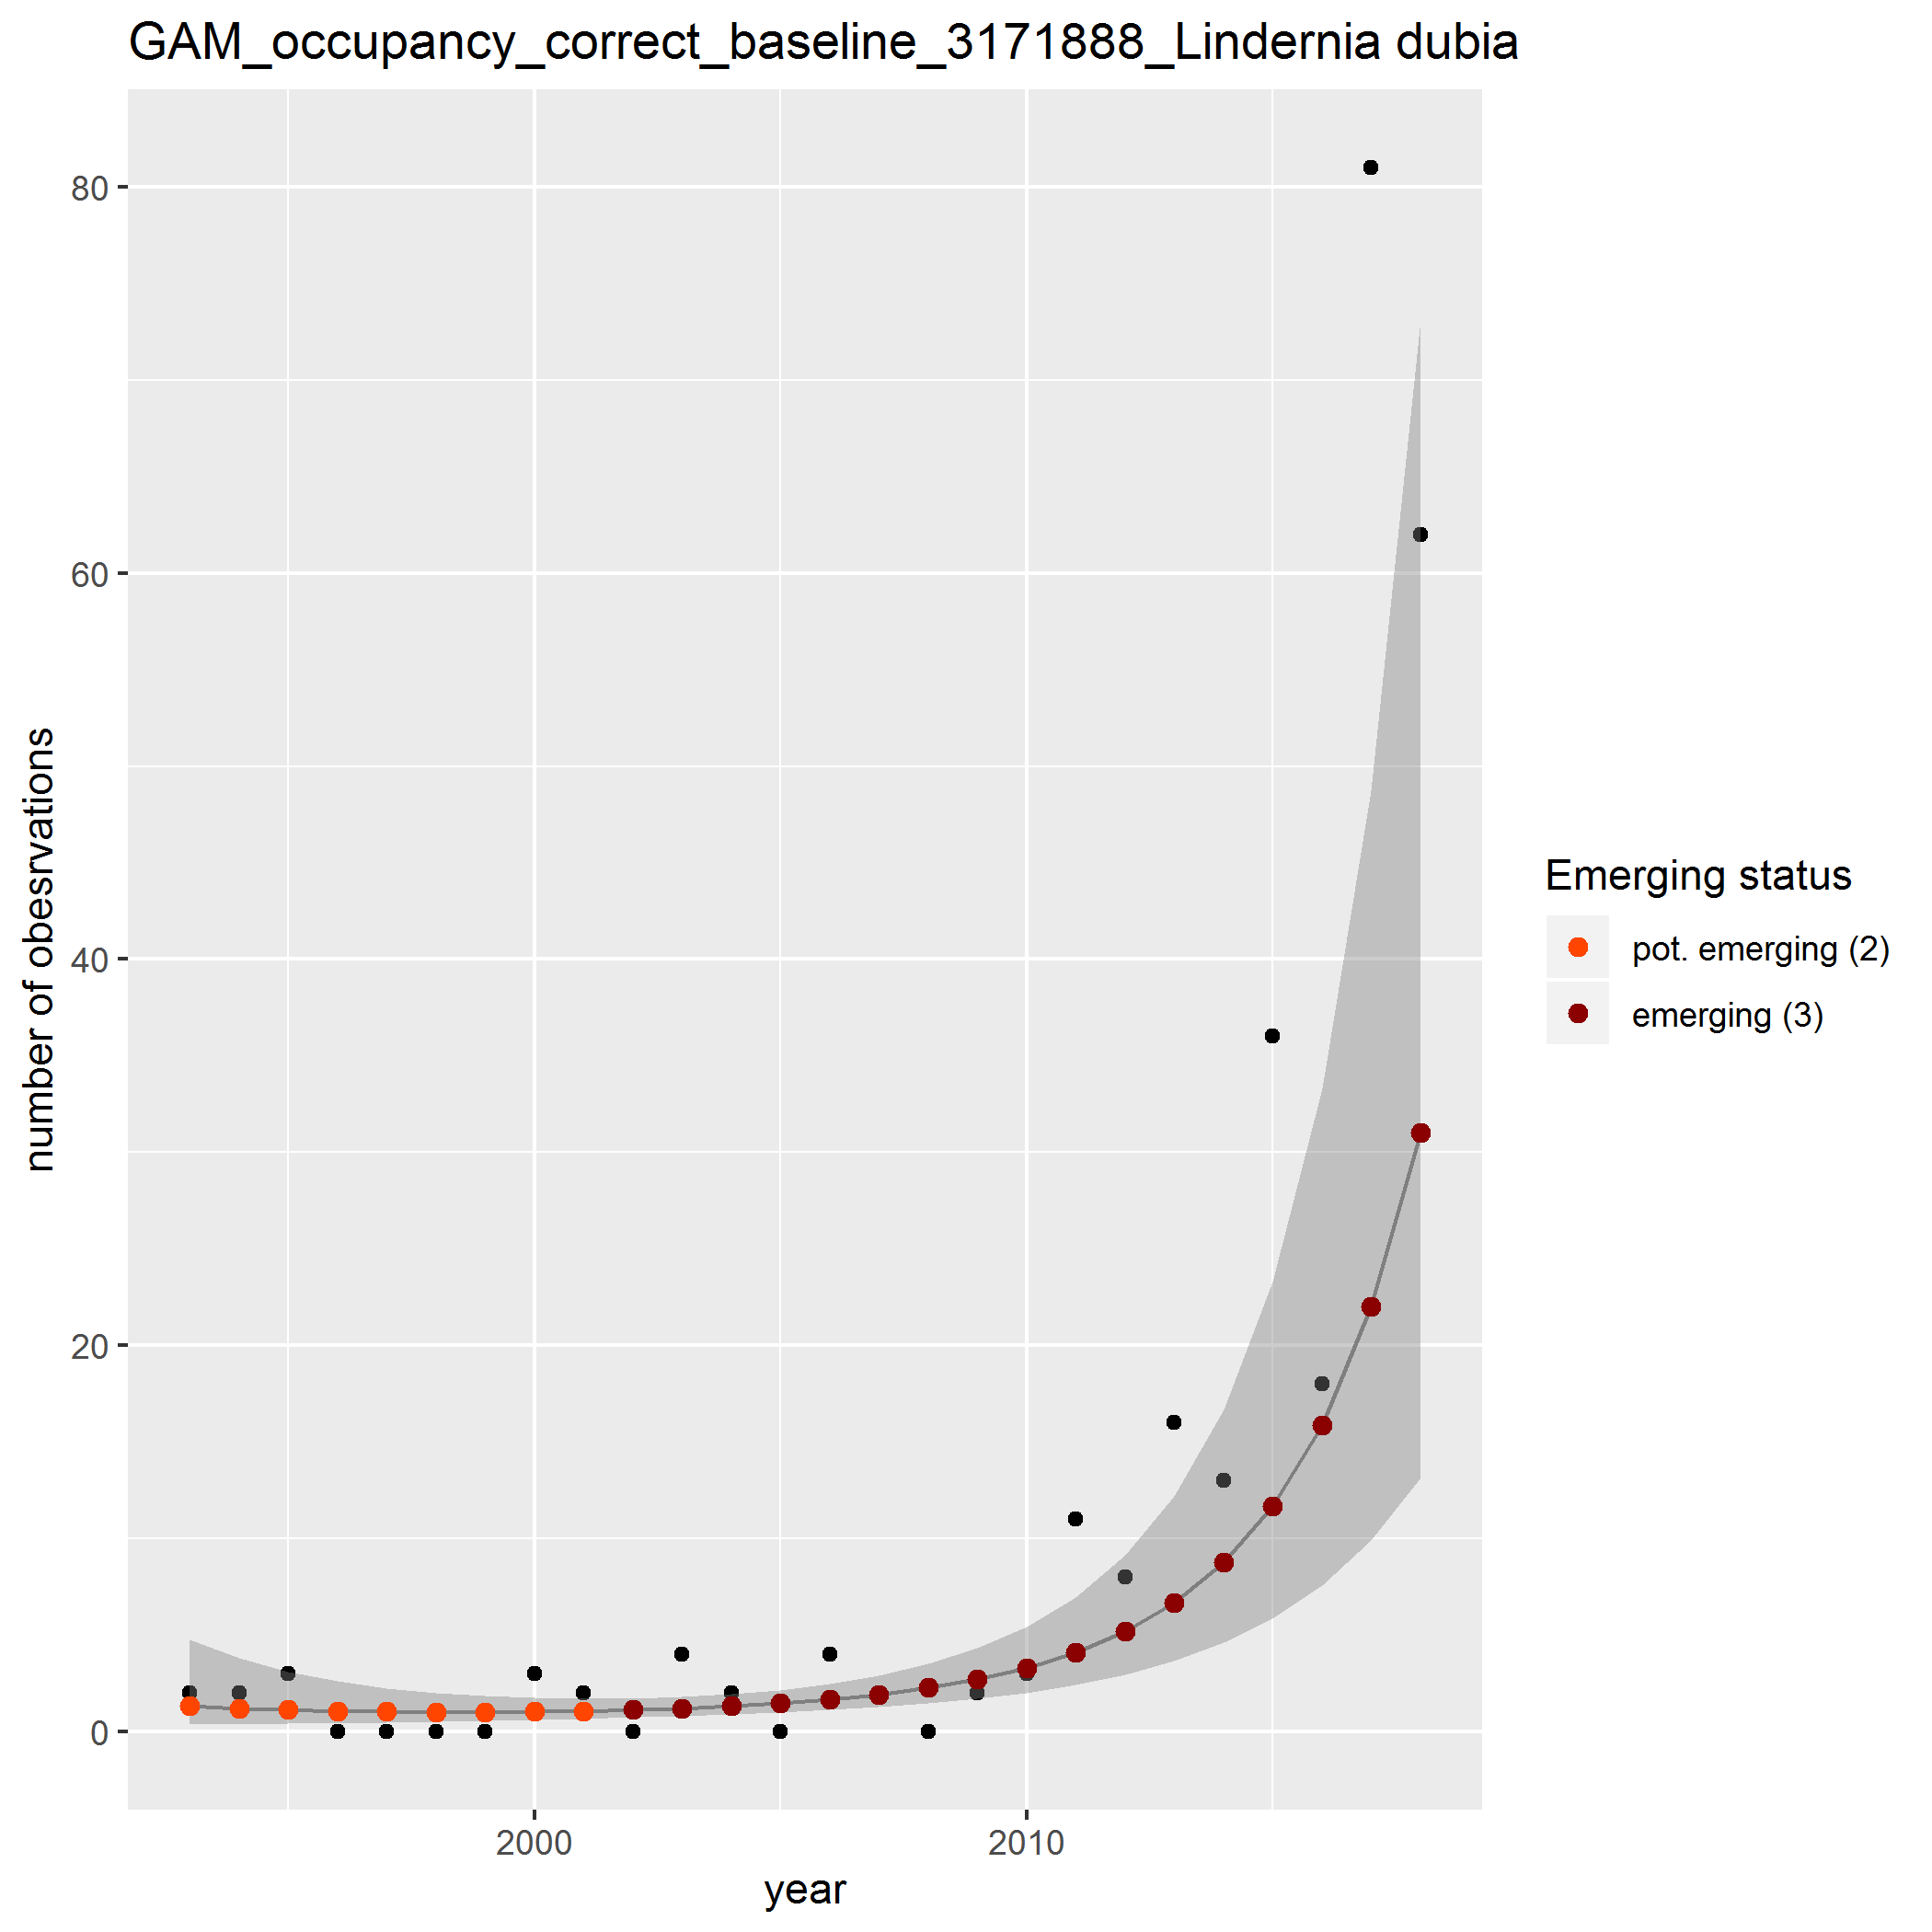 GAM_occupancy_correct_baseline_3171888_Lindernia dubia
80
60
40
20
0
number of obesrvations
2000
2010
year
Emerging status
pot. emerging (2)
emerging (3)